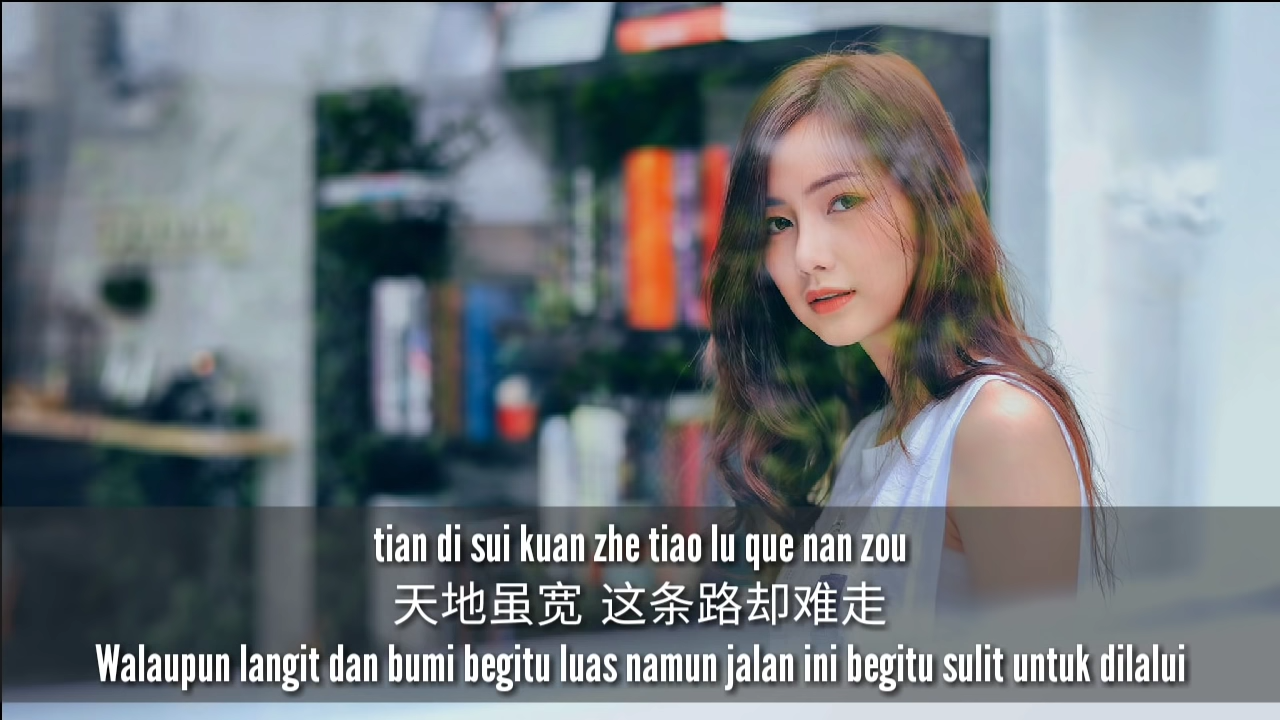 tian di sui kuan zhe tiao lu que nan zou
天地虽宽 这条路却难走
Walaupun langit dan bumi begitu luas namun jalan ini begitu sulit untuk dilalui